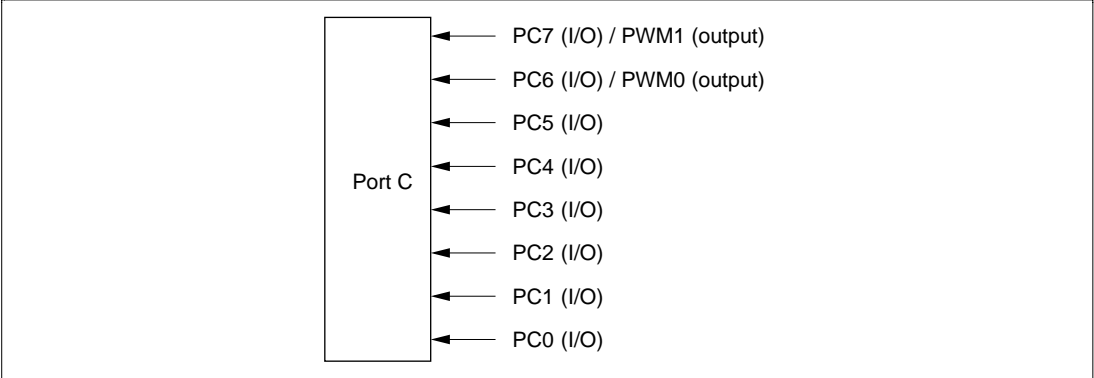 PC7 (I/O) / PWM1 (output)
PC6 (I/O) / PWM0 (output)
PC5 (I/O)
PC4 (I/O)
Port C
PC3 (I/O)
PC2 (I/O)
PC1 (I/O)
PC0 (I/O)